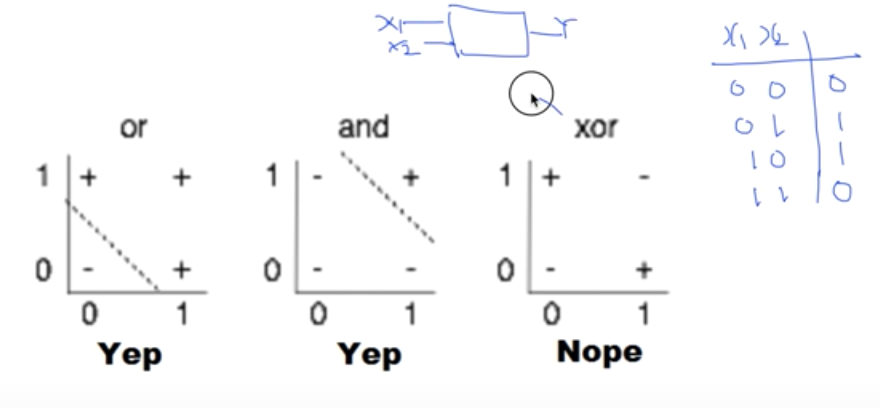 X1
X2
Y
X1 X2
0 0 0
0 1 1
1 0 1
1 1 0
or and xor
1 + + 1 - + 1 + -
0 - + 0 - - 0 - +
0 1 0 1 0 1
Yep Yep Nope